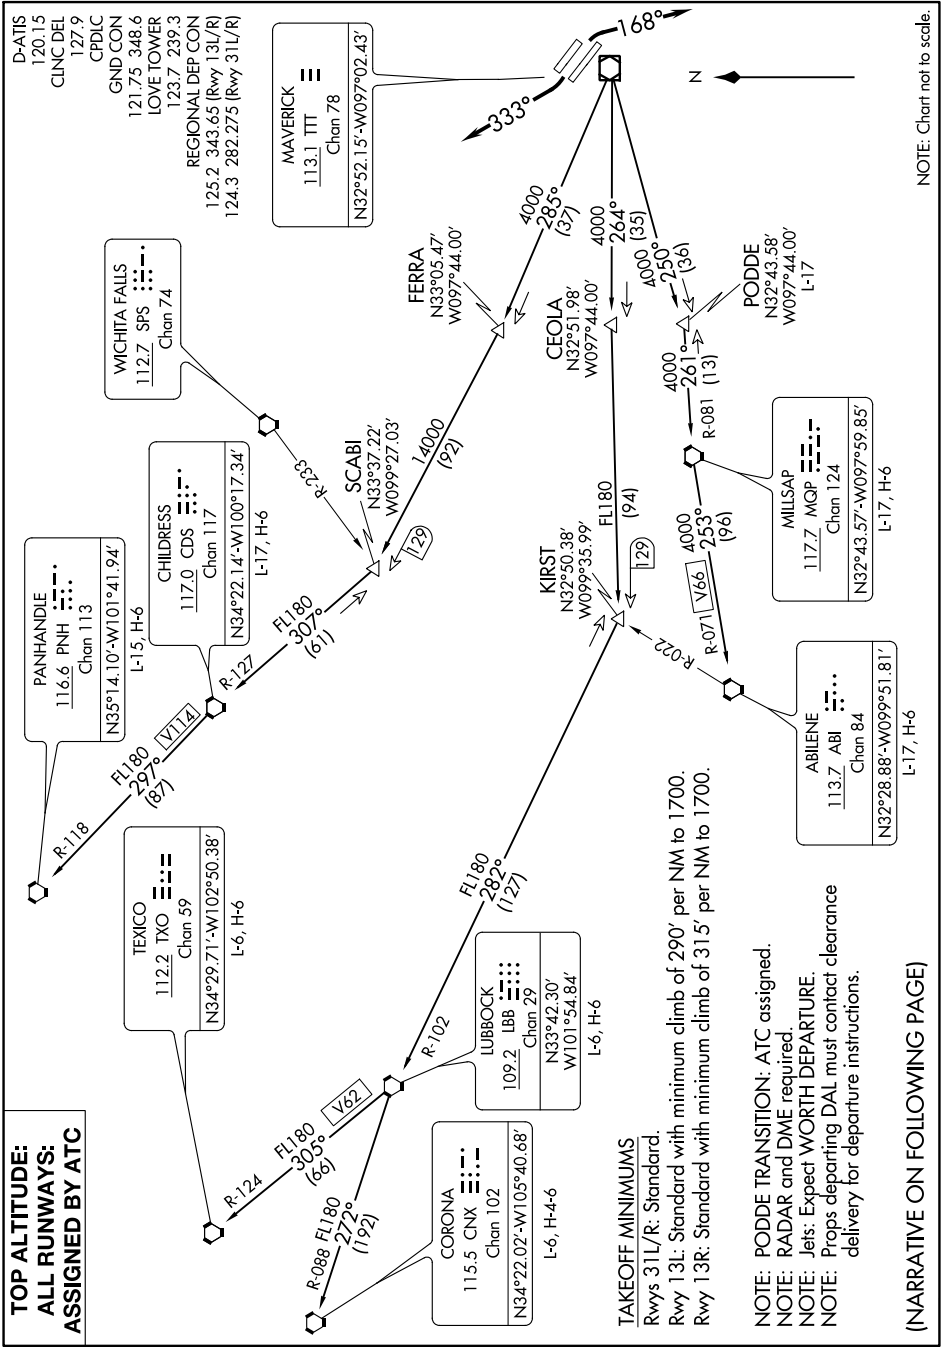 TOP ALTITUDE:
ALL RUNWAYS:
ASSIGNED BY ATC
D-ATIS
120.15
CLNC DEL
127.9
CPDLC
GND CON
121.75 348.6
LOVE TOWER
123.7 239.3
REGIONAL DEP CON
125.2 343.65 (Rwy 13L/R)
124.3 282.275 (Rwy 31L/R)
PANHANDLE
116.6 PNH
Chan 113
N35°14.10'-W101°41.94'
L-15, H-6
WICHITA FALLS
112.7 SPS
Chan 74
CHILDRESS
117.0 CDS
Chan 117
N34°22.14'-W100°17.34'
L-17, H-6
TEXICO
112.2 TXO
Chan 59
N34°29.71'-W102°50.38'
L-6, H-6
MAVERICK
113.1 TTT
Chan 78
N32°52.15'-W097°02.43'
R-118
FL180
297°
(87)
V114
R-127
FL180
307°
(61)
R-233
SCABI
N33°37.22'
W099°27.03'
129
14000
(92)
FERRA
N33°05.47'
W097°44.00'
4000
285°
(37)
333°
168°
N
R-124
FL180
305°
(66)
V62
R-088
FL180
272°
(192)
CORONA
115.5 CNX
Chan 102
N34°22.02'-W105°40.68'
L-6, H-4-6
LUBBOCK
109.2 LBB
Chan 29
N33°42.30'
W101°54.84'
L-6, H-6
R-102
FL180
282°
(127)
KIRST
N32°50.38'
W099°35.99'
129
FL180
(94)
CEOLA
N32°51.98'
W097°44.00'
4000
264°
(35)
4000
250°
(36)
PODDE
N32°43.58'
W097°44.00'
L-17
4000
261°
(13)
R-081
R-022
R-071
V66
4000
253°
(96)
ABILENE
113.7 ABI
Chan 84
N32°28.88'-W099°51.81'
L-17, H-6
MILLSAP
117.7 MQP
Chan 124
N32°43.57'-W097°59.85'
L-17, H-6
TAKEOFF MINIMUMS
Rwys 31L/R: Standard.
Rwy 13L: Standard with minimum climb of 290' per NM to 1700.
Rwy 13R: Standard with minimum climb of 315' per NM to 1700.
NOTE: PODDE TRANSITION: ATC assigned.
NOTE: RADAR and DME required.
NOTE: Jets: Expect WORTH DEPARTURE.
NOTE: Props departing DAL must contact clearance
delivery for departure instructions.
(NARRATIVE ON FOLLOWING PAGE)
NOTE: Chart not to scale.